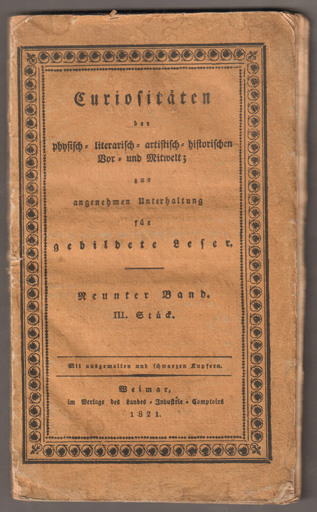 Curiositäten
der
physisch- literarisch- artistisch- historischen
Vor- und Mitwelt;
zur
angenehmen Unterhaltung
für
gebildete Leser.
Neunter Band.
III. Stück.
Mit ausgemalten und schwarzen Kupfern.
Weimar,
im Verlage des Landes-Industrie-Comptoirs
1821.